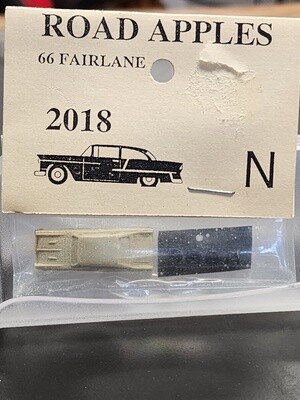 ROAD APPLES
66 FAIRLANE
2018
N